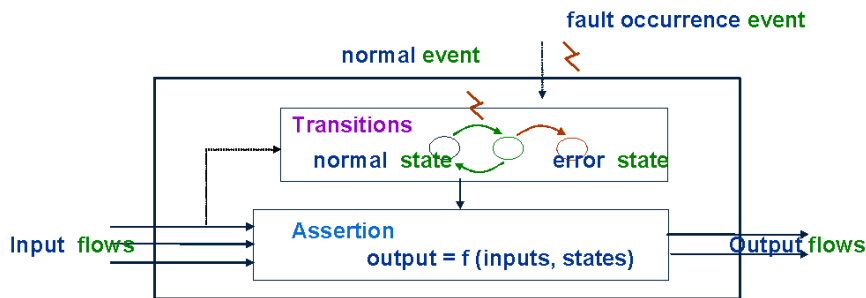 fault occurrence event
normal event
Transitions
normal state error state
Assertion
Input flows
Output flows
output = f (inputs, states)